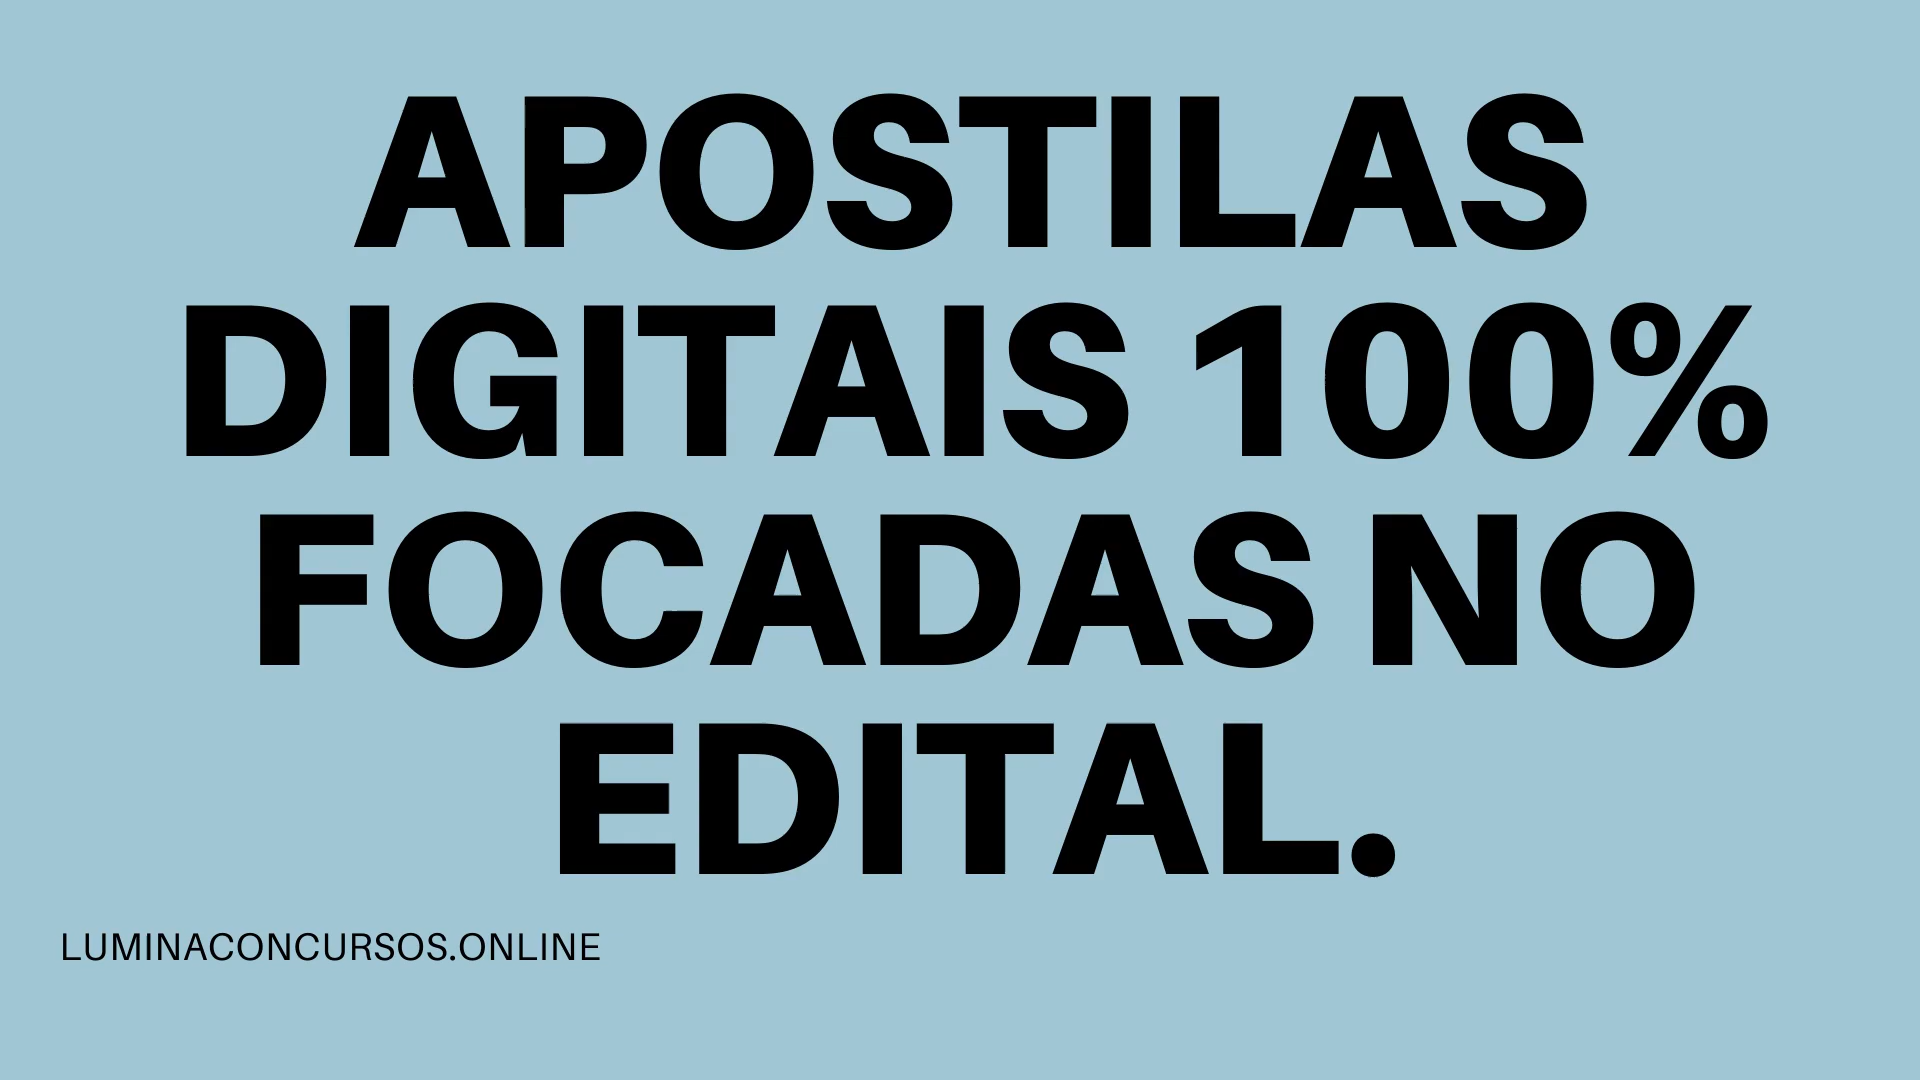 APOSTILAS
DIGITAIS 100%
FOCADAS NO
EDITAL.
LUMINACONCURSOS.ONLINE